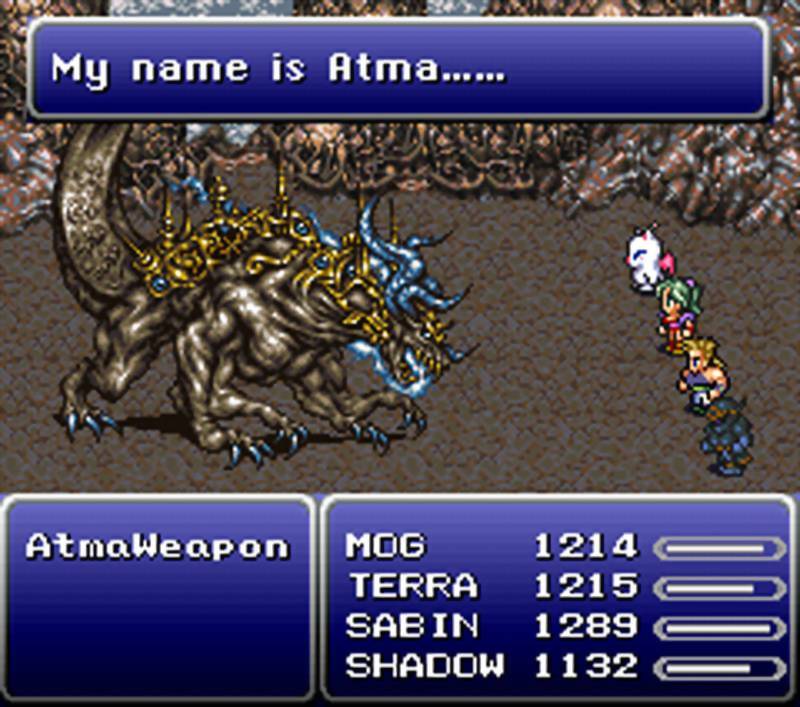 My name is Atma......
AtmaWeapon
MOG 1214
TERRA 1215
SABIN 1289
SHADOW 1132